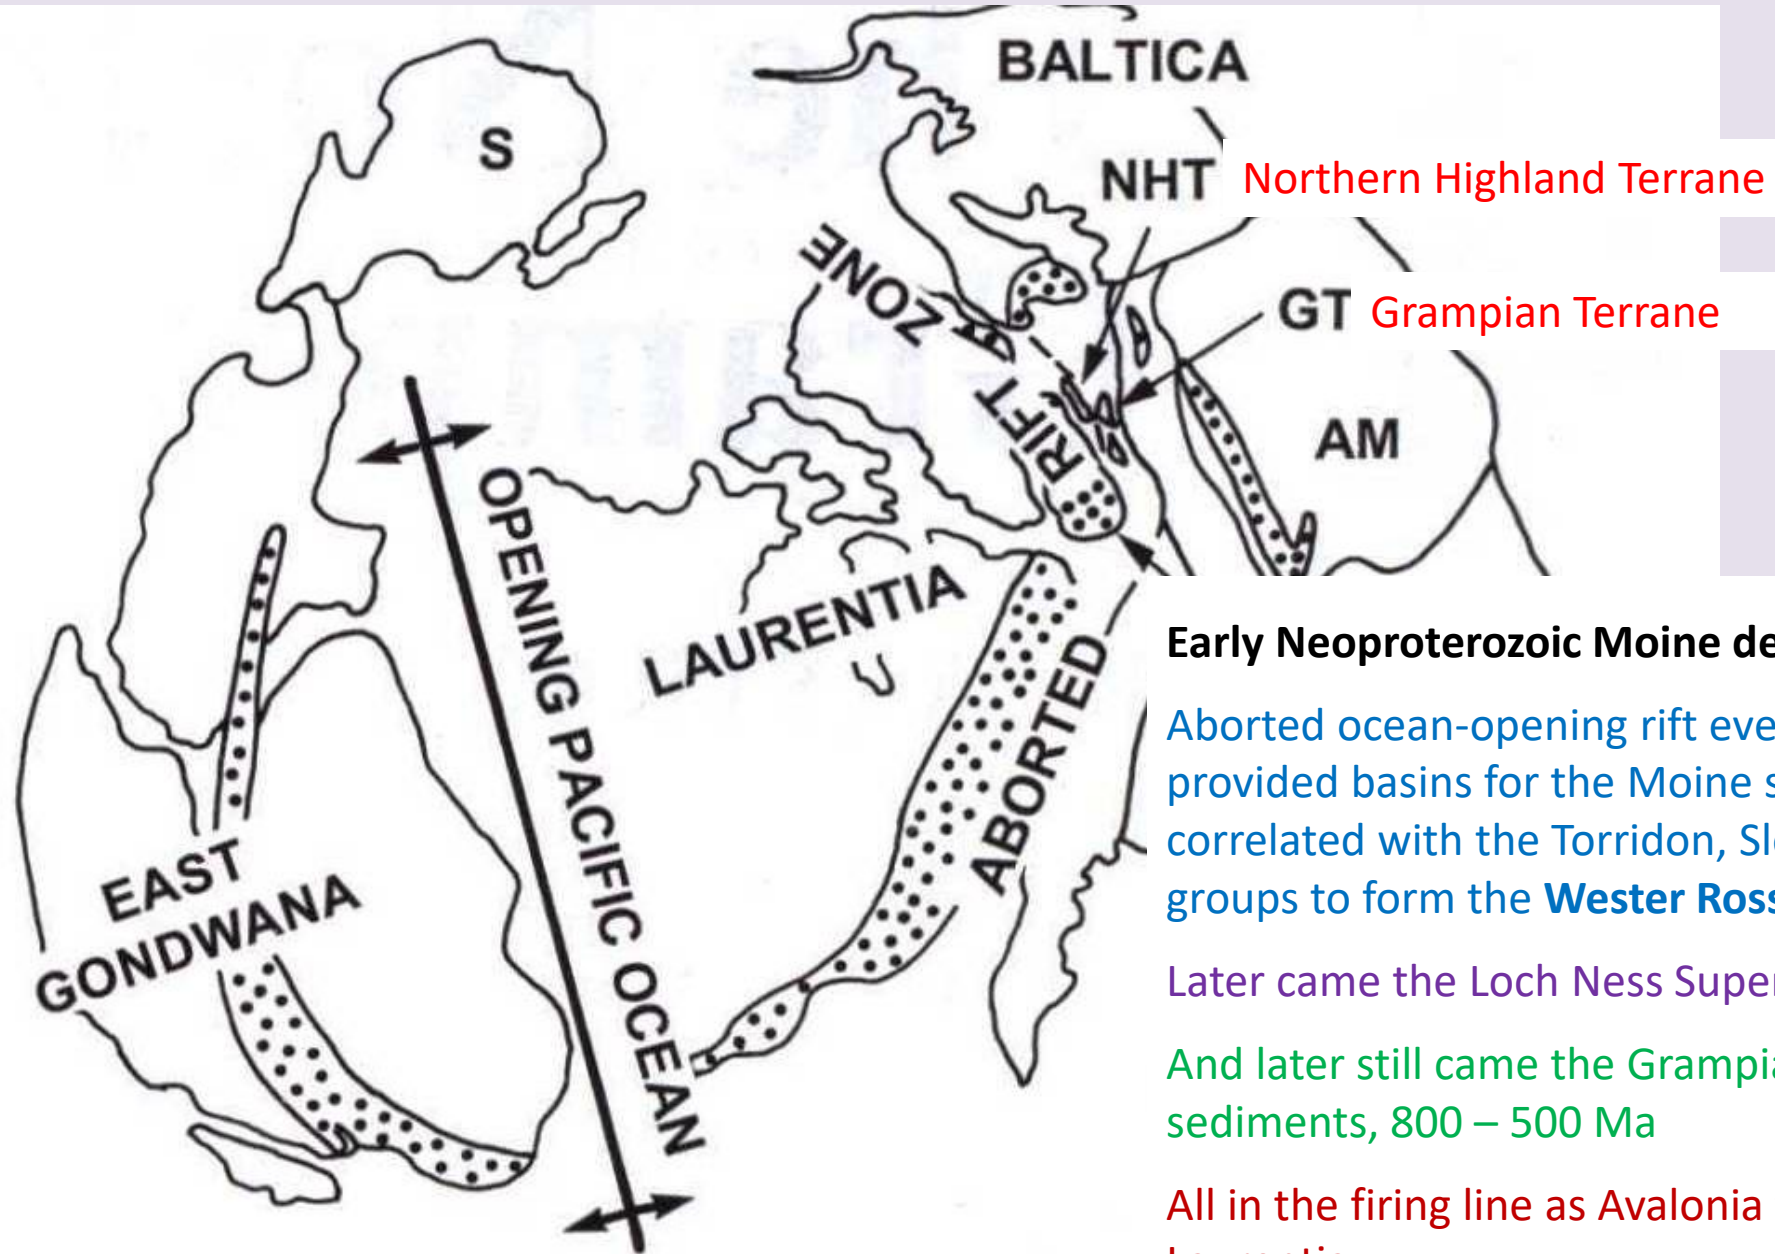 BALTICA
S
NHT Northern Highland Terrane
ZONE
GT Grampian Terrane
RIFT
AM
OPENING PACIFIC OCEAN
LAURENTIA
ABORTED
EAST
GONDWANA
Early Neoproterozoic Moine de
Aborted ocean-opening rift eve
provided basins for the Moine s
correlated with the Torridon, Sl
groups to form the Wester Ross
Later came the Loch Ness Super
And later still came the Grampia
sediments, 800 – 500 Ma
All in the firing line as Avalonia